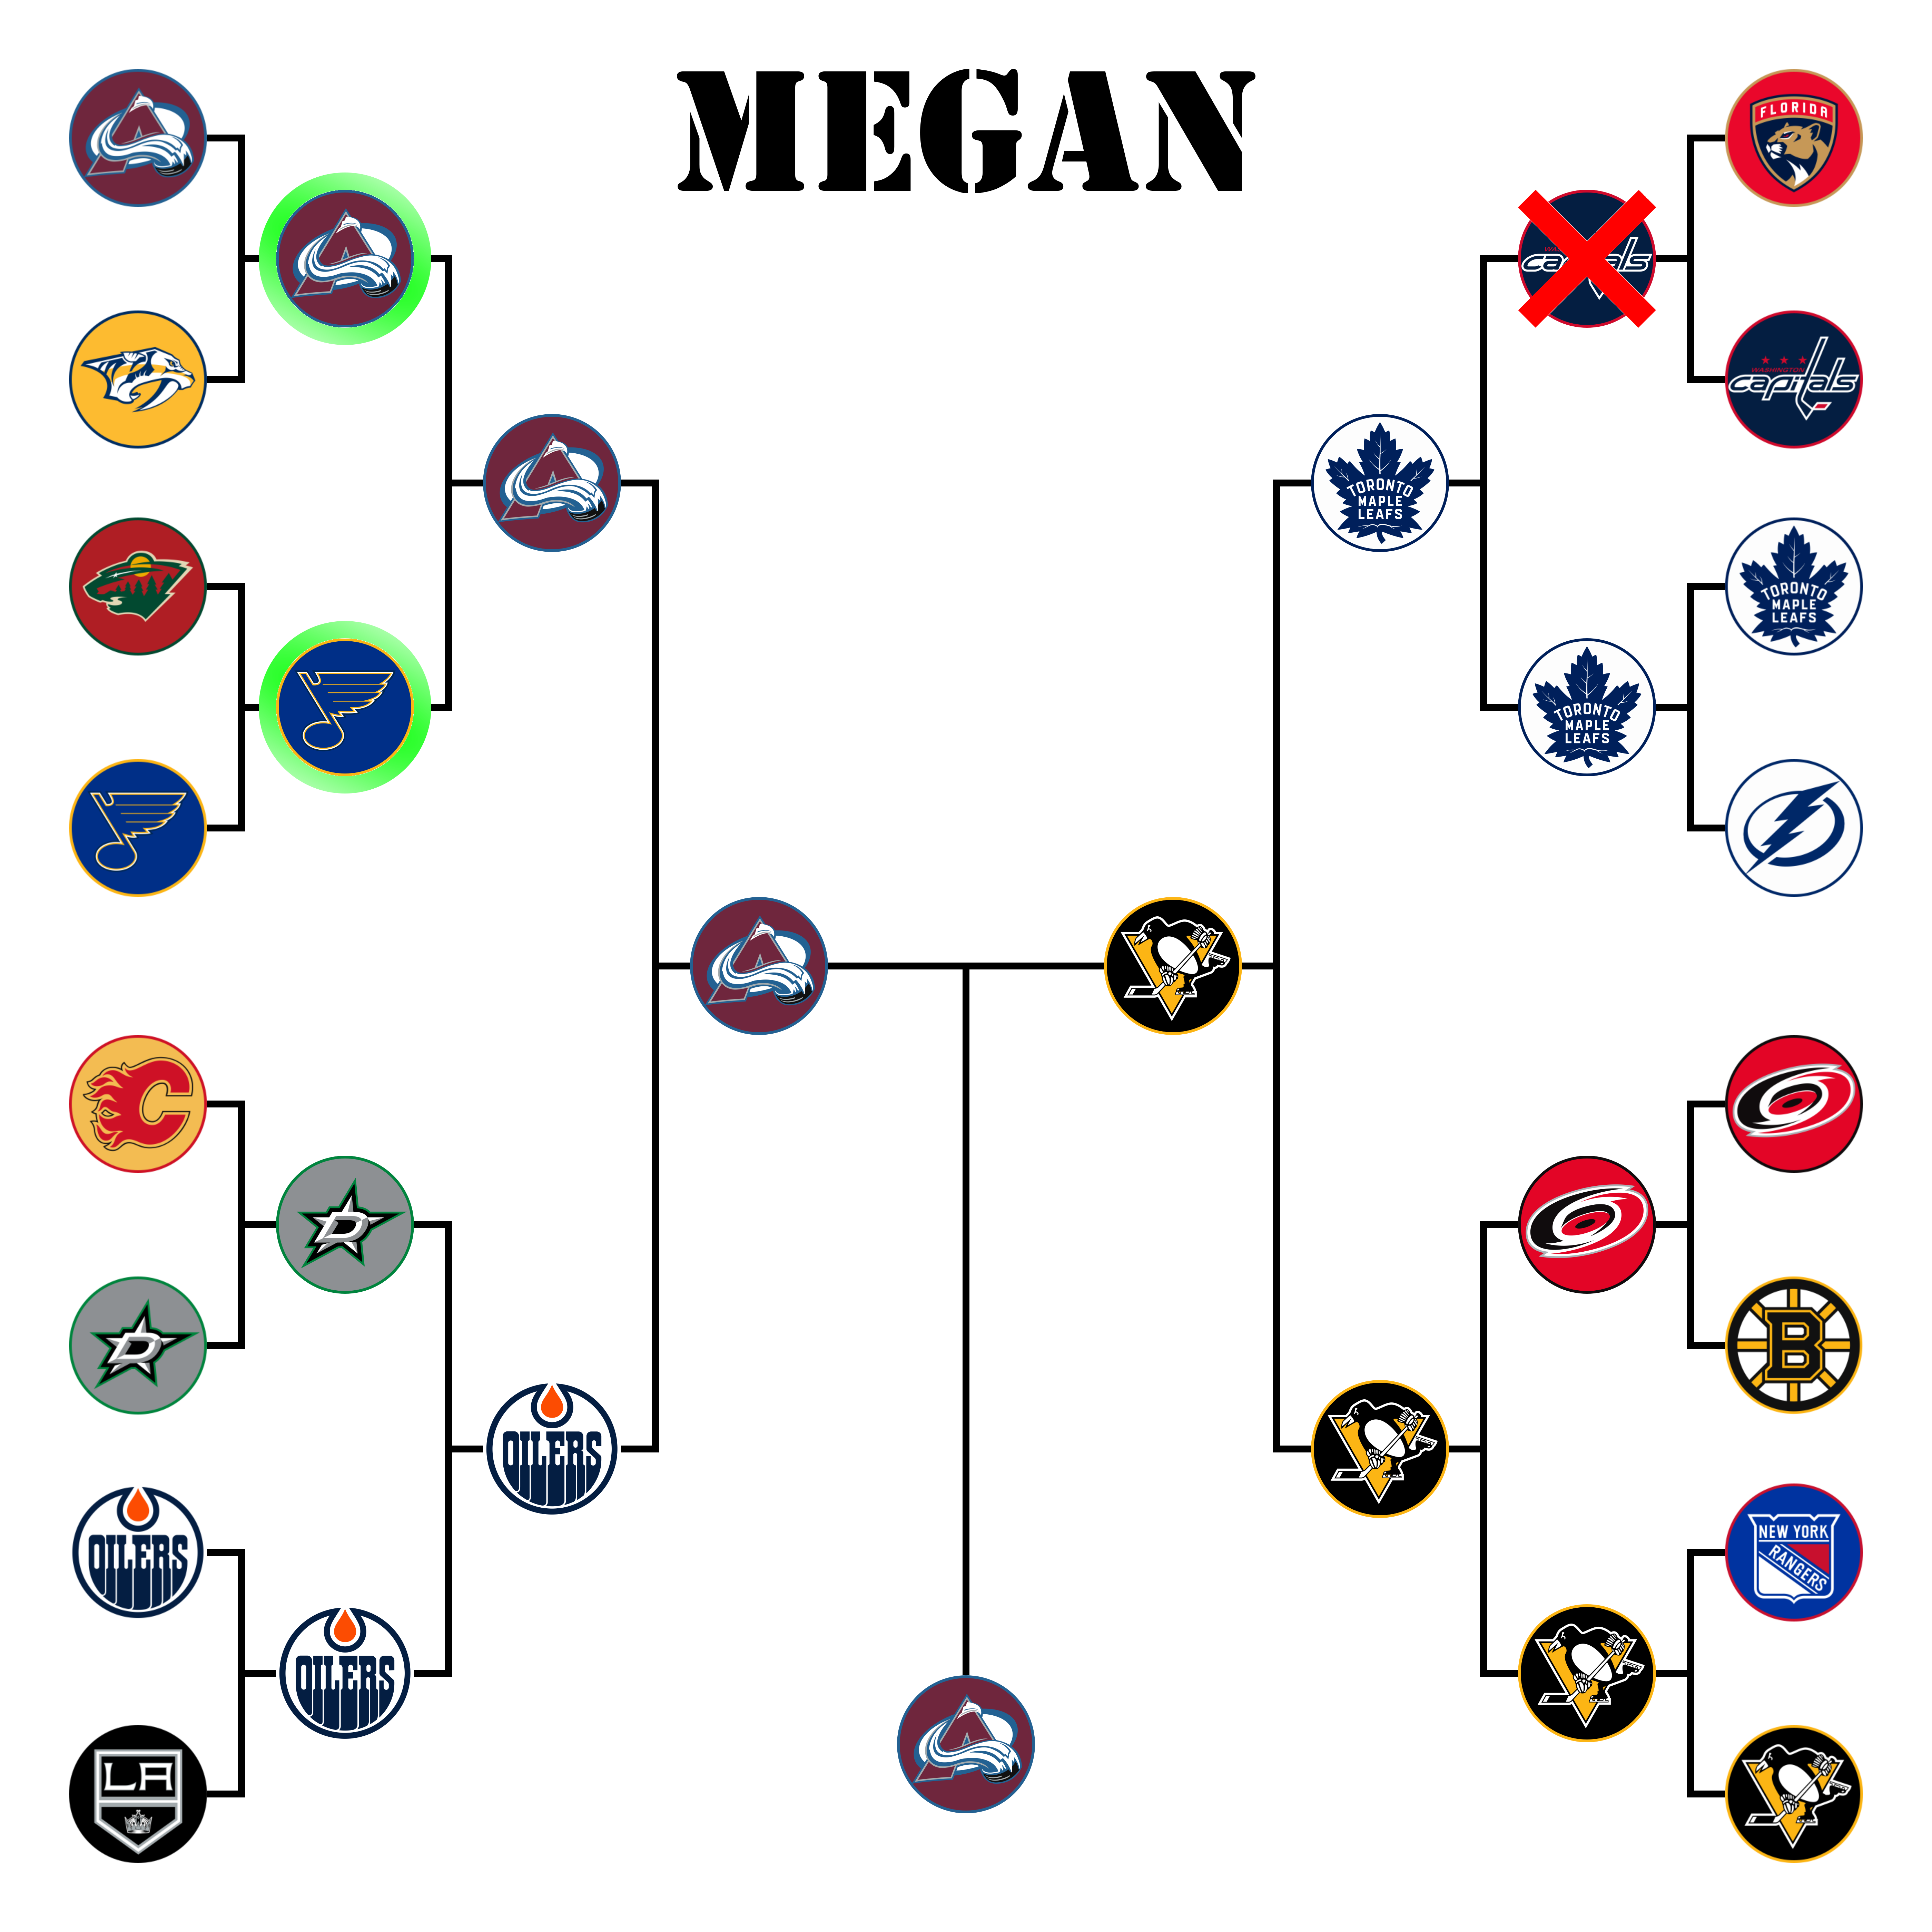 MEGAN
FLORIDA
WASHINGTON
capitals
TORONTO
MAPLE
LEAFS
TORONTO
MAPLE
LEAFS
TORONTO
MAPLE
LEAFS
OILERS
OILERS
OILERS
LA
B
NEW YORK
RANGERS